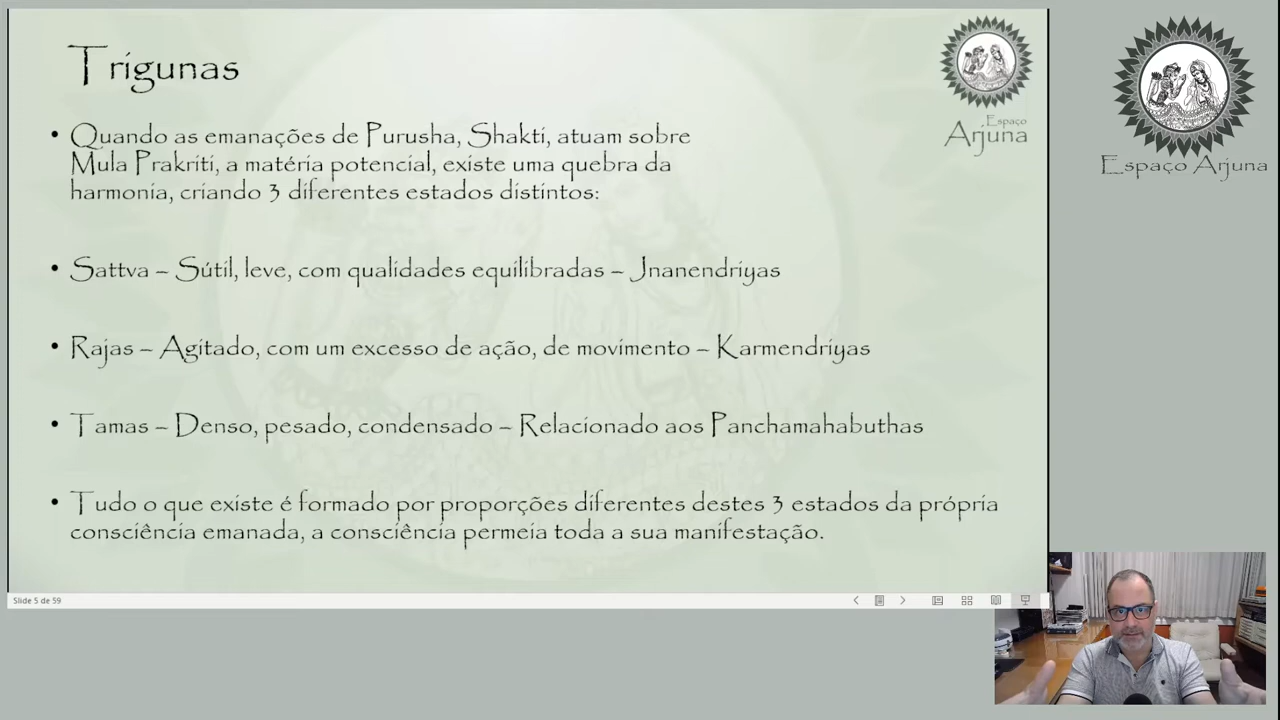 Trigunas
Espaço
Arjuna
Espaço Arjuna
• Quando as emanações de Purusha, Shakti, atuam sobre
Mula Prakriti, a matéria potencial, existe uma quebra da
harmonia, criando 3 diferentes estados distintos:
• Sattva – Sútil, leve, com qualidades equilibradas – Jnanendriyas
• Rajas – Agitado, com um excesso de ação, de movimento – Karmendriyas
• Tamas – Denso, pesado, condensado – Relacionado aos Panchamahabuthas
• Tudo o que existe é formado por proporções diferentes destes 3 estados da própria
consciência emanada, a consciência permeia toda a sua manifestação.
Slide 5 de 59